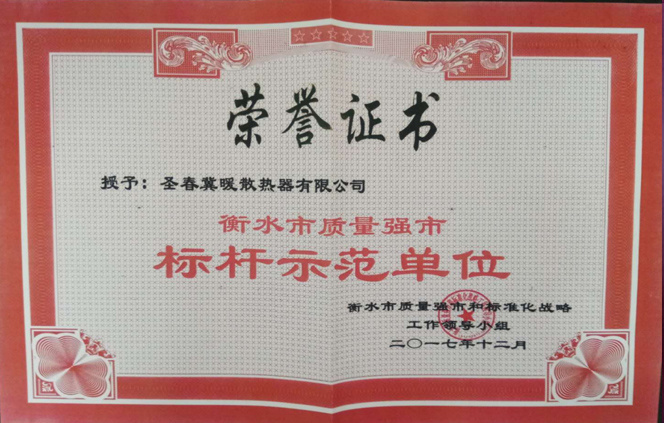 荣誉证书
授予：圣春冀暖散热器有限公司
衡水市质量强市
标杆示范单位
衡水市质量强市和标准化战略
工作领导小组
二〇一七年十二月